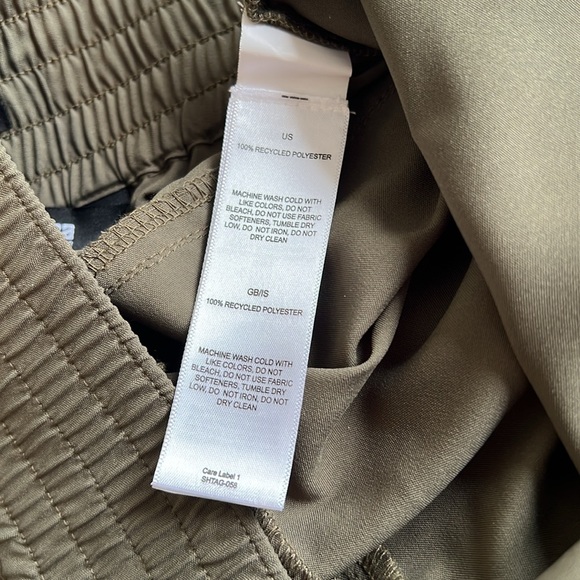 US
100% RECYCLED POLYESTER
MACHINE WASH COLD WITH
LIKE COLORS, DO NOT
BLEACH, DO NOT USE FABRIC
SOFTENERS, TUMBLE DRY
LOW, DO NOT IRON, DO NOT
DRY CLEAN
GB/IS
100% RECYCLED POLYESTER
MACHINE WASH COLD WITH
LIKE COLORS, DO NOT
BLEACH, DO NOT USE FABRIC
SOFTENERS, TUMBLE DRY
LOW, DO NOT IRON, DO NOT
DRY CLEAN
Care Label 1
SHTAG-058